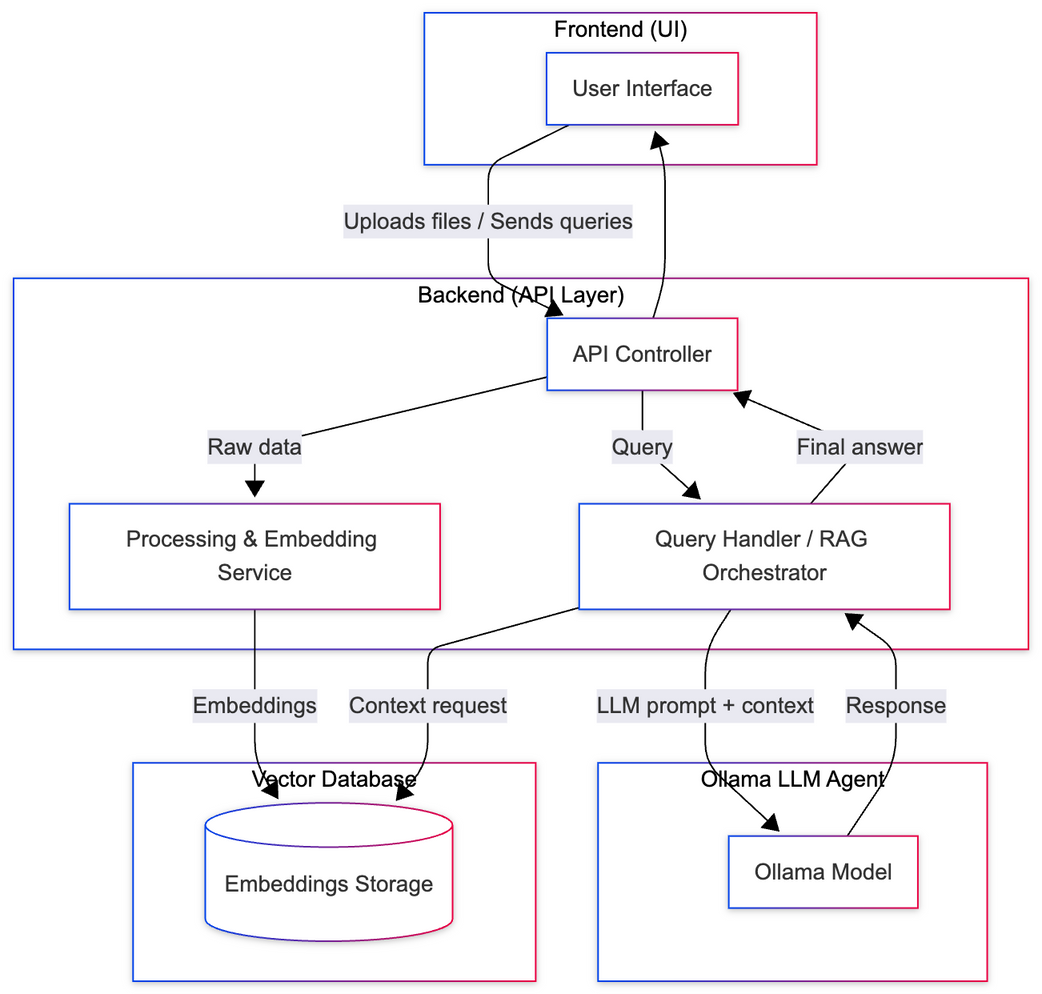 Frontend (UI)
User Interface
Uploads files / Sends queries
Backend (API Layer)
API Controller
Raw data
Query
Final answer
Processing & Embedding
Service
Query Handler / RAG
Orchestrator
Embeddings
Context request
LLM prompt + context
Response
Vector Database
Ollama LLM Agent
Embeddings Storage
Ollama Model